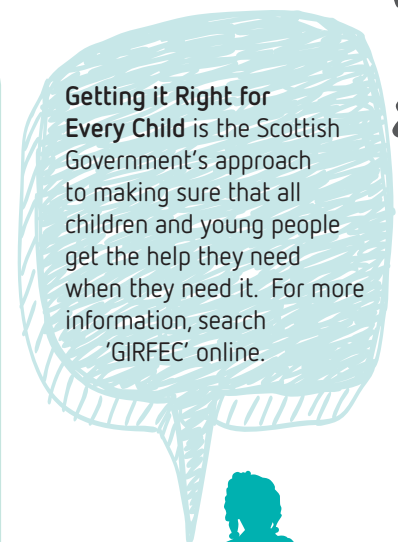 Getting it Right for
Every Child is the Scottish
Government’s approach
to making sure that all
children and young people
get the help they need
when they need it.  For more
information, search
‘GIRFEC’ online.